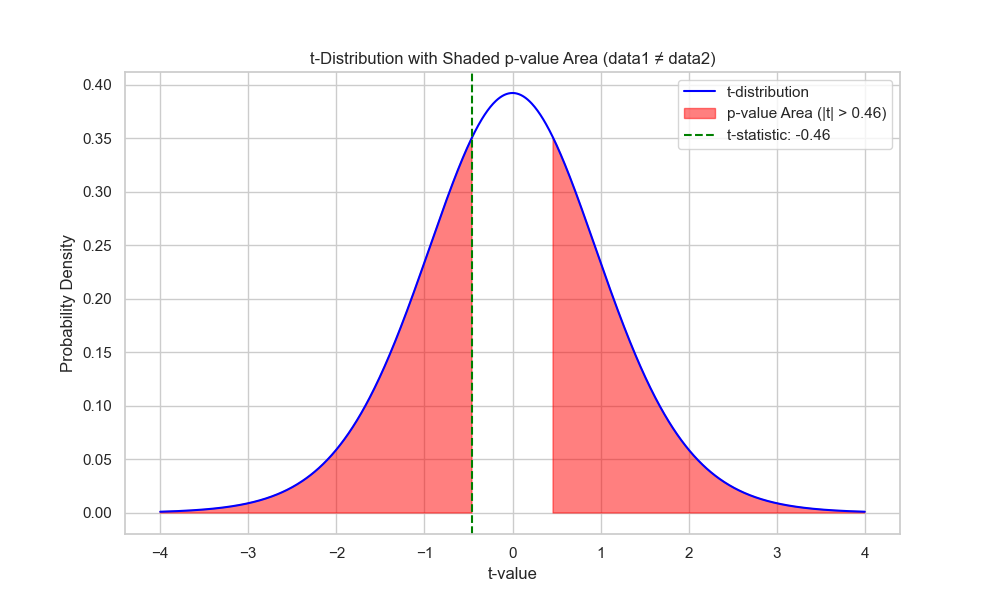 t-Distribution with Shaded p-value Area (data1 ≠ data2)
t-distribution
p-value Area (|t| > 0.46)
t-statistic: -0.46
Probability Density
0.40
0.35
0.30
0.25
0.20
0.15
0.10
0.05
0.00
−4 −3 −2 −1 0 1 2 3 4
t-value